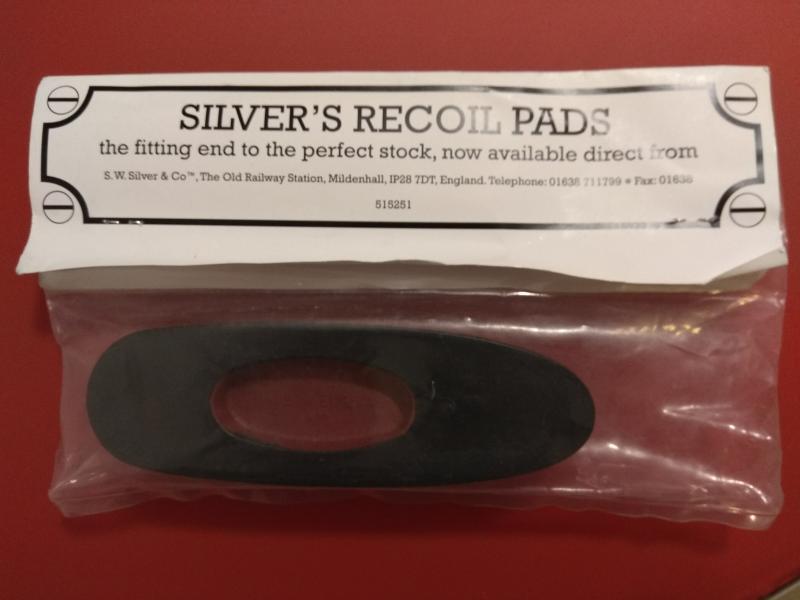 SILVER'S RECOIL PADS
the fitting end to the perfect stock, now available direct from
S.W. Silver & Co™, The Old Railway Station, Mildenhall, IP28 7DT, England. Telephone: 01638 711799 • Fax: 01638
515251